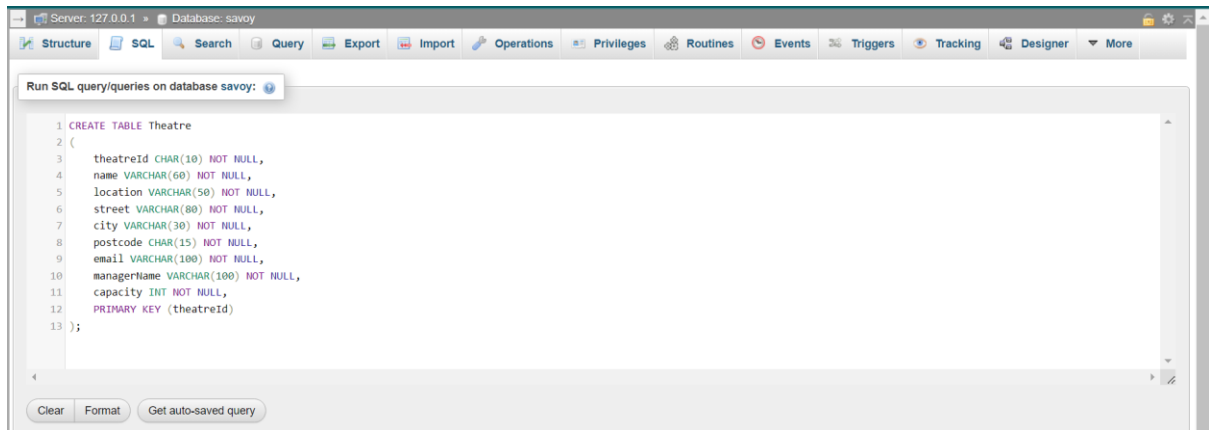 Server: 127.0.0.1 » Database: savoy
Structure SQL Search Query Export Import Operations Privileges Routines Events Triggers Tracking Designer More
Run SQL query/queries on database savoy:
1 CREATE TABLE Theatre
2 (
3 theatreId CHAR(10) NOT NULL,
4 name VARCHAR(60) NOT NULL,
5 location VARCHAR(50) NOT NULL,
6 street VARCHAR(80) NOT NULL,
7 city VARCHAR(30) NOT NULL,
8 postcode CHAR(15) NOT NULL,
9 email VARCHAR(100) NOT NULL,
10 managerName VARCHAR(100) NOT NULL,
11 capacity INT NOT NULL,
12 PRIMARY KEY (theatreId)
13 );
Clear Format Get auto-saved query